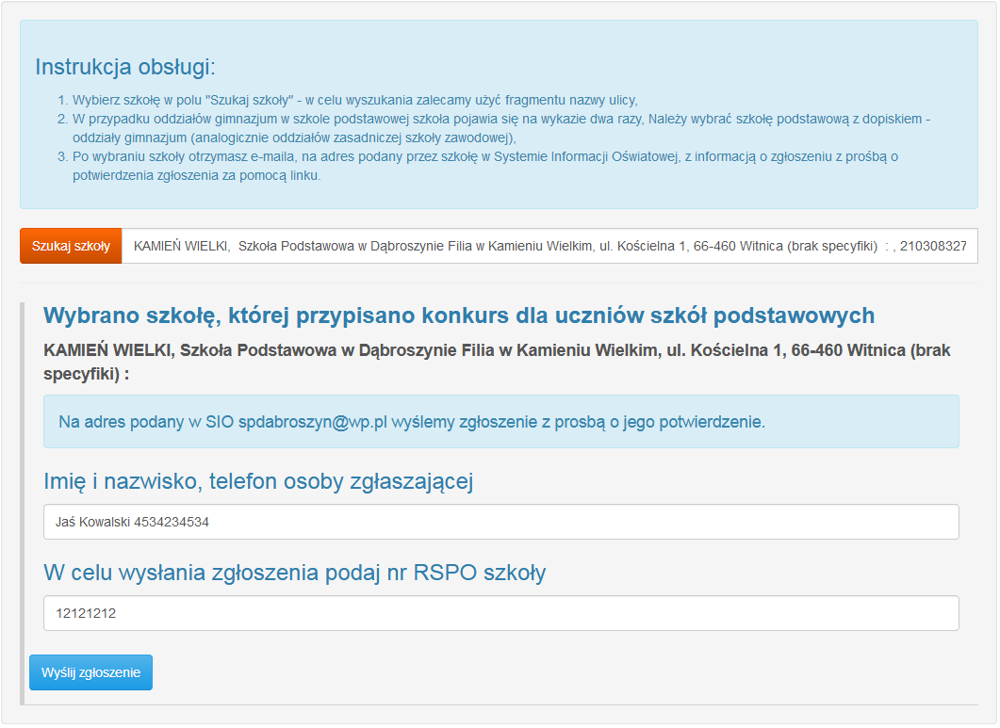 Instrukcja obsługi:
1. Wybierz szkołę w polu "Szukaj szkoły" - w celu wyszukania zalecamy użyć fragmentu nazwy ulicy,
2. W przypadku oddziałów gimnazjum w szkole podstawowej szkoła pojawia się na wykazie dwa razy, Należy wybrać szkołę podstawową z dopiskiem -
oddziały gimnazjum (analogicznie oddziałów zasadniczej szkoły zawodowej),
3. Po wybraniu szkoły otrzymasz e-maila, na adres podany przez szkołę w Systemie Informacji Oświatowej, z informacją o zgłoszeniu z prośbą o
potwierdzenia zgłoszenia za pomocą linku.
Szukaj szkoły KAMIEŃ WIELKI,  Szkoła Podstawowa w Dąbroszynie Filia w Kamieniu Wielkim, ul. Kościelna 1, 66-460 Witnica (brak specyfiki)  : , 210308327
Wybrano szkołę, której przypisano konkurs dla uczniów szkół podstawowych
KAMIEŃ WIELKI, Szkoła Podstawowa w Dąbroszynie Filia w Kamieniu Wielkim, ul. Kościelna 1, 66-460 Witnica (brak
specyfiki) :
Na adres podany w SIO spdabroszyn@wp.pl wyślemy zgłoszenie z prosbą o jego potwierdzenie.
Imię i nazwisko, telefon osoby zgłaszającej
Jaś Kowalski 4534234534
W celu wysłania zgłoszenia podaj nr RSPO szkoły
12121212
Wyślij zgłoszenie